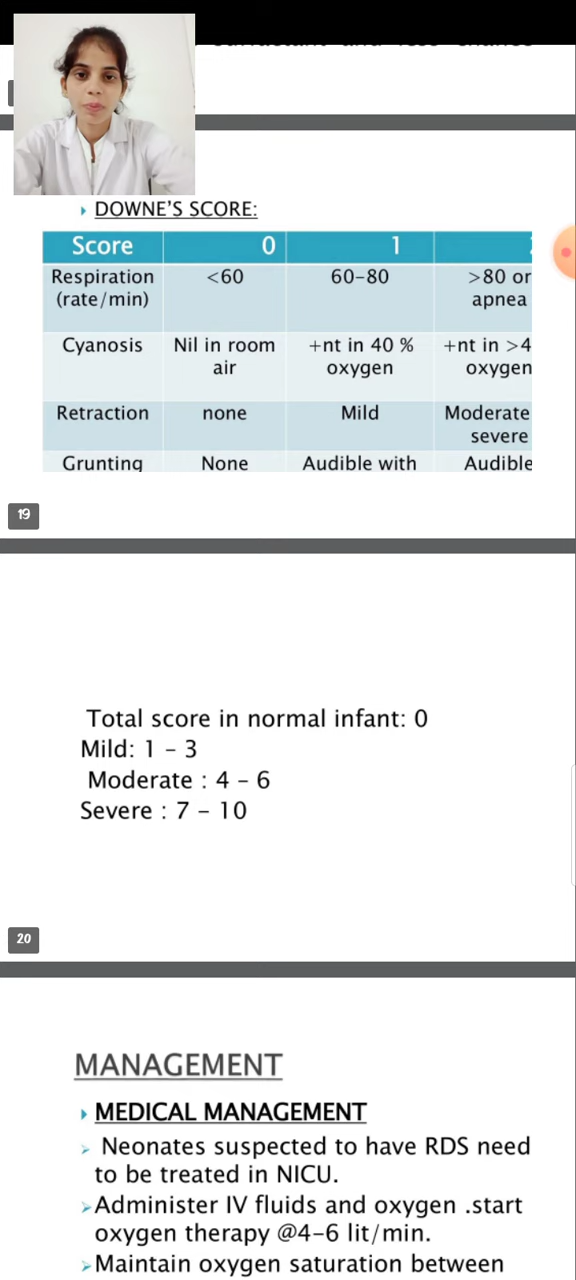 DOWNE'S SCORE:
Score 0 1
Respiration (rate/min) <60 60-80 >80 or apnea
Cyanosis Nil in room air +nt in 40 % oxygen +nt in >4 oxygen
Retraction none Mild Moderate severe
Grunting None Audible with Audible
19
Total score in normal infant: 0
Mild: 1 – 3
Moderate : 4 – 6
Severe : 7 – 10
20
MANAGEMENT
MEDICAL MANAGEMENT
Neonates suspected to have RDS need
to be treated in NICU.
Administer IV fluids and oxygen .start
oxygen therapy @4-6 lit/min.
Maintain oxygen saturation between